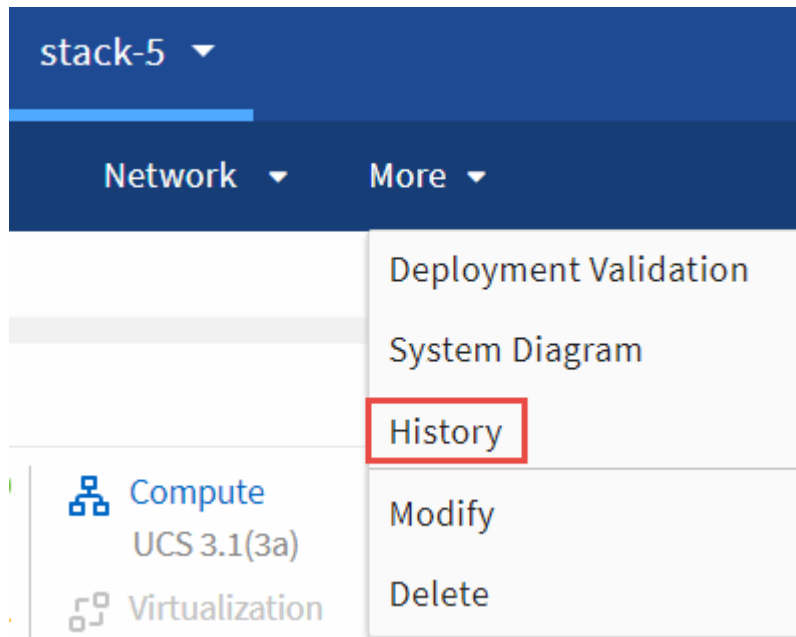 stack-5
Network
More
Deployment Validation
System Diagram
History
Compute
UCS 3.1(3a)
Virtualization
Modify
Delete